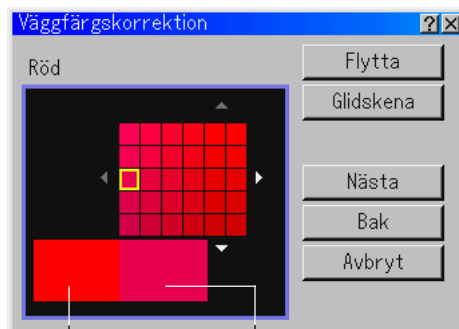 Väggfärgskorrektion ? ×
Röd
Flytta
Glidskena
Nästa
Bak
Avbryt